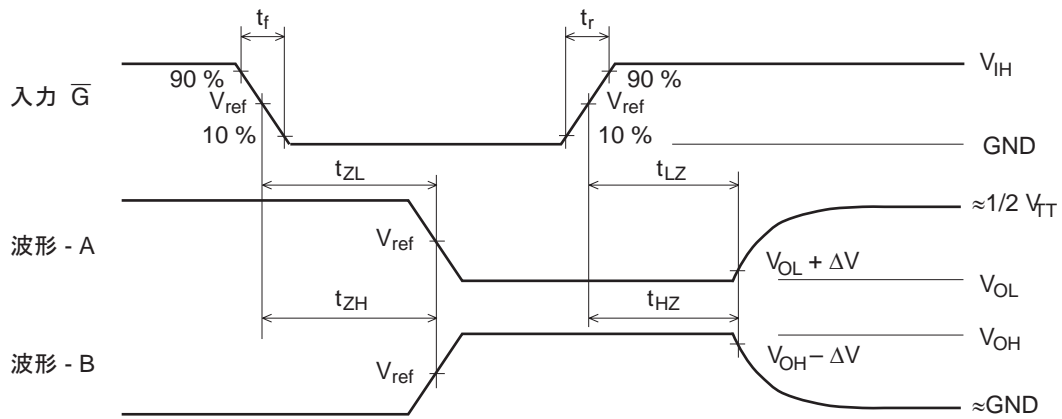 tf
tr
入力 G̅
90 %
Vref
10 %
90 %
Vref
10 %
VIH
GND
tZL
tLZ
≈1/2 VTT
波形 - A
Vref
VOL + ΔV
VOL
tZH
tHZ
VOH
波形 - B
Vref
VOH − ΔV
≈GND